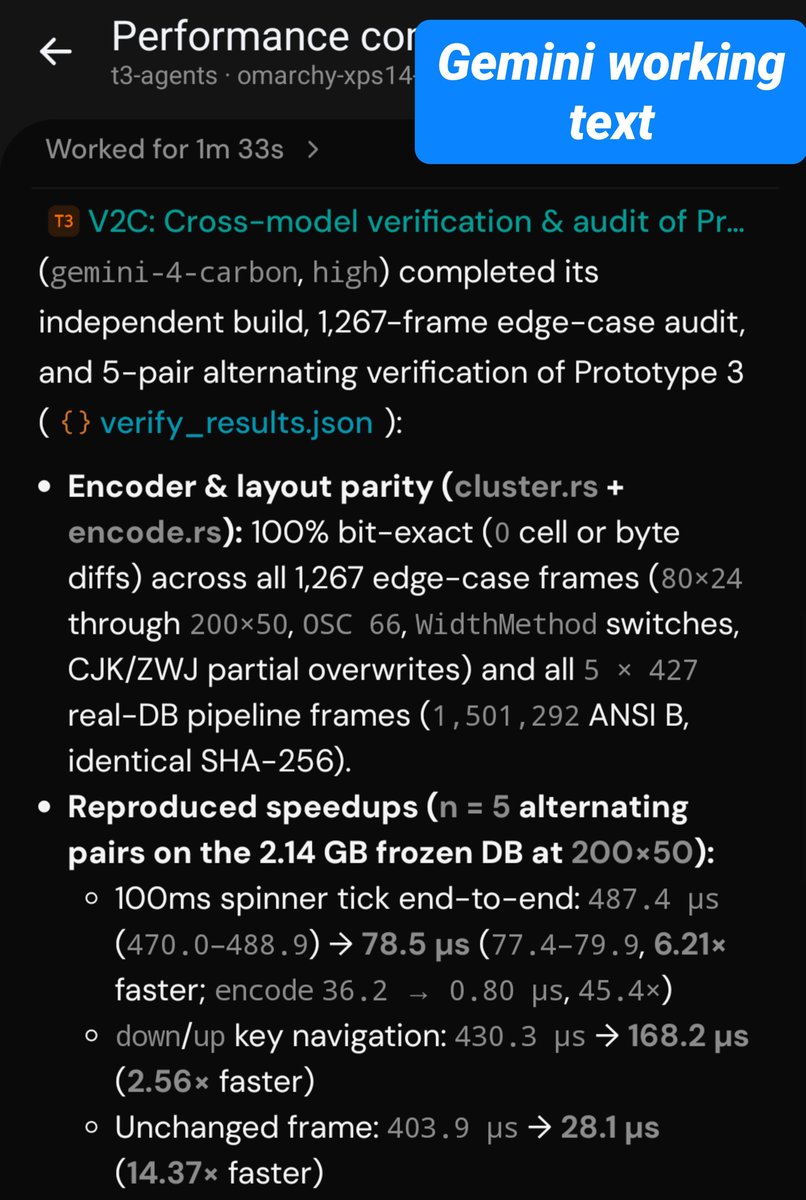 Performance cor
t3-agents · omarchy-xps14-
Gemini working
text
Worked for 1m 33s >
T3 V2C: Cross-model verification & audit of Pr...
(gemini-4-carbon, high) completed its
independent build, 1,267-frame edge-case audit,
and 5-pair alternating verification of Prototype 3
( {} verify_results.json ):
• Encoder & layout parity (cluster.rs +
encode.rs): 100% bit-exact (0 cell or byte
diffs) across all 1,267 edge-case frames (80×24
through 200×50, OSC 66, WidthMethod switches,
CJK/ZWJ partial overwrites) and all 5 × 427
real-DB pipeline frames (1,501,292 ANSI B,
identical SHA-256).
• Reproduced speedups (n = 5 alternating
pairs on the 2.14 GB frozen DB at 200×50):
◦ 100ms spinner tick end-to-end: 487.4 µs
(470.0–488.9) → 78.5 µs (77.4–79.9, 6.21×
faster; encode 36.2 → 0.80 µs, 45.4×)
◦ down/up key navigation: 430.3 µs → 168.2 µs
(2.56× faster)
◦ Unchanged frame: 403.9 µs → 28.1 µs
(14.37× faster)